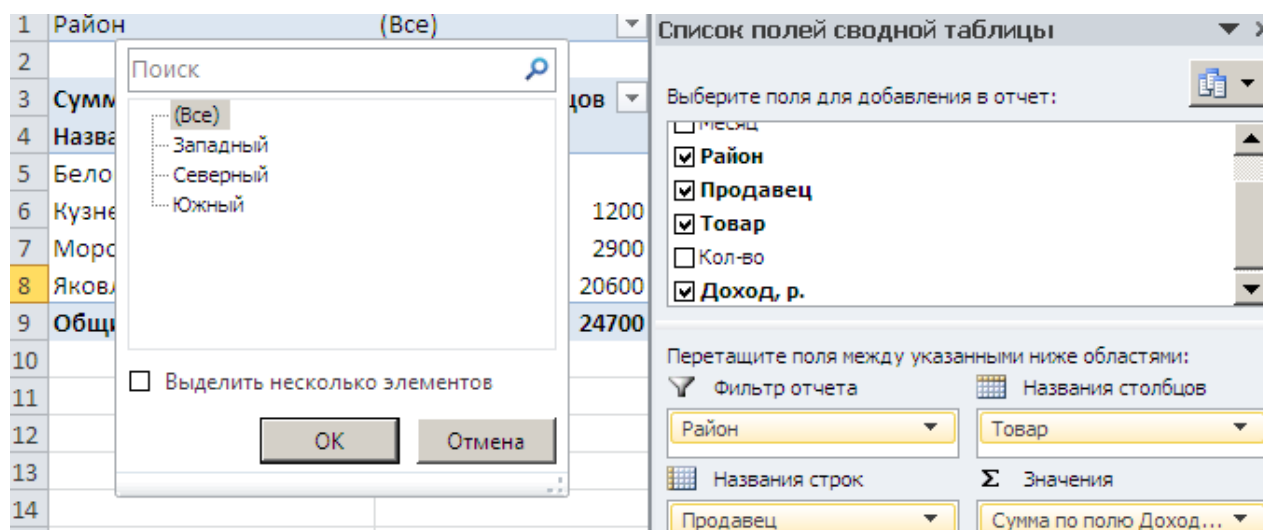 1 Район (Все)
2
3 Сумм цов
4 Назва
5 Бело
6 Кузне 1200
7 Моро 2900
8 Яковл 20600
9 Общи 24700
10
11
12
13
14
Поиск
(Все)
Западный
Северный
Южный
Выделить несколько элементов
ОК Отмена
Список полей сводной таблицы
Выберите поля для добавления в отчет:
Месяц
Район
Продавец
Товар
Кол-во
Доход, р.
Перетащите поля между указанными ниже областями:
Фильтр отчета Названия столбцов
Район Товар
Названия строк Σ Значения
Продавец Сумма по полю Доход...